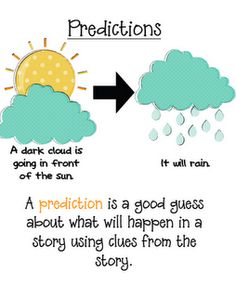 Predictions
A dark cloud is
going in front
of the sun.
It will rain.
A prediction is a good guess
about what will happen in a
story using clues from the
story.